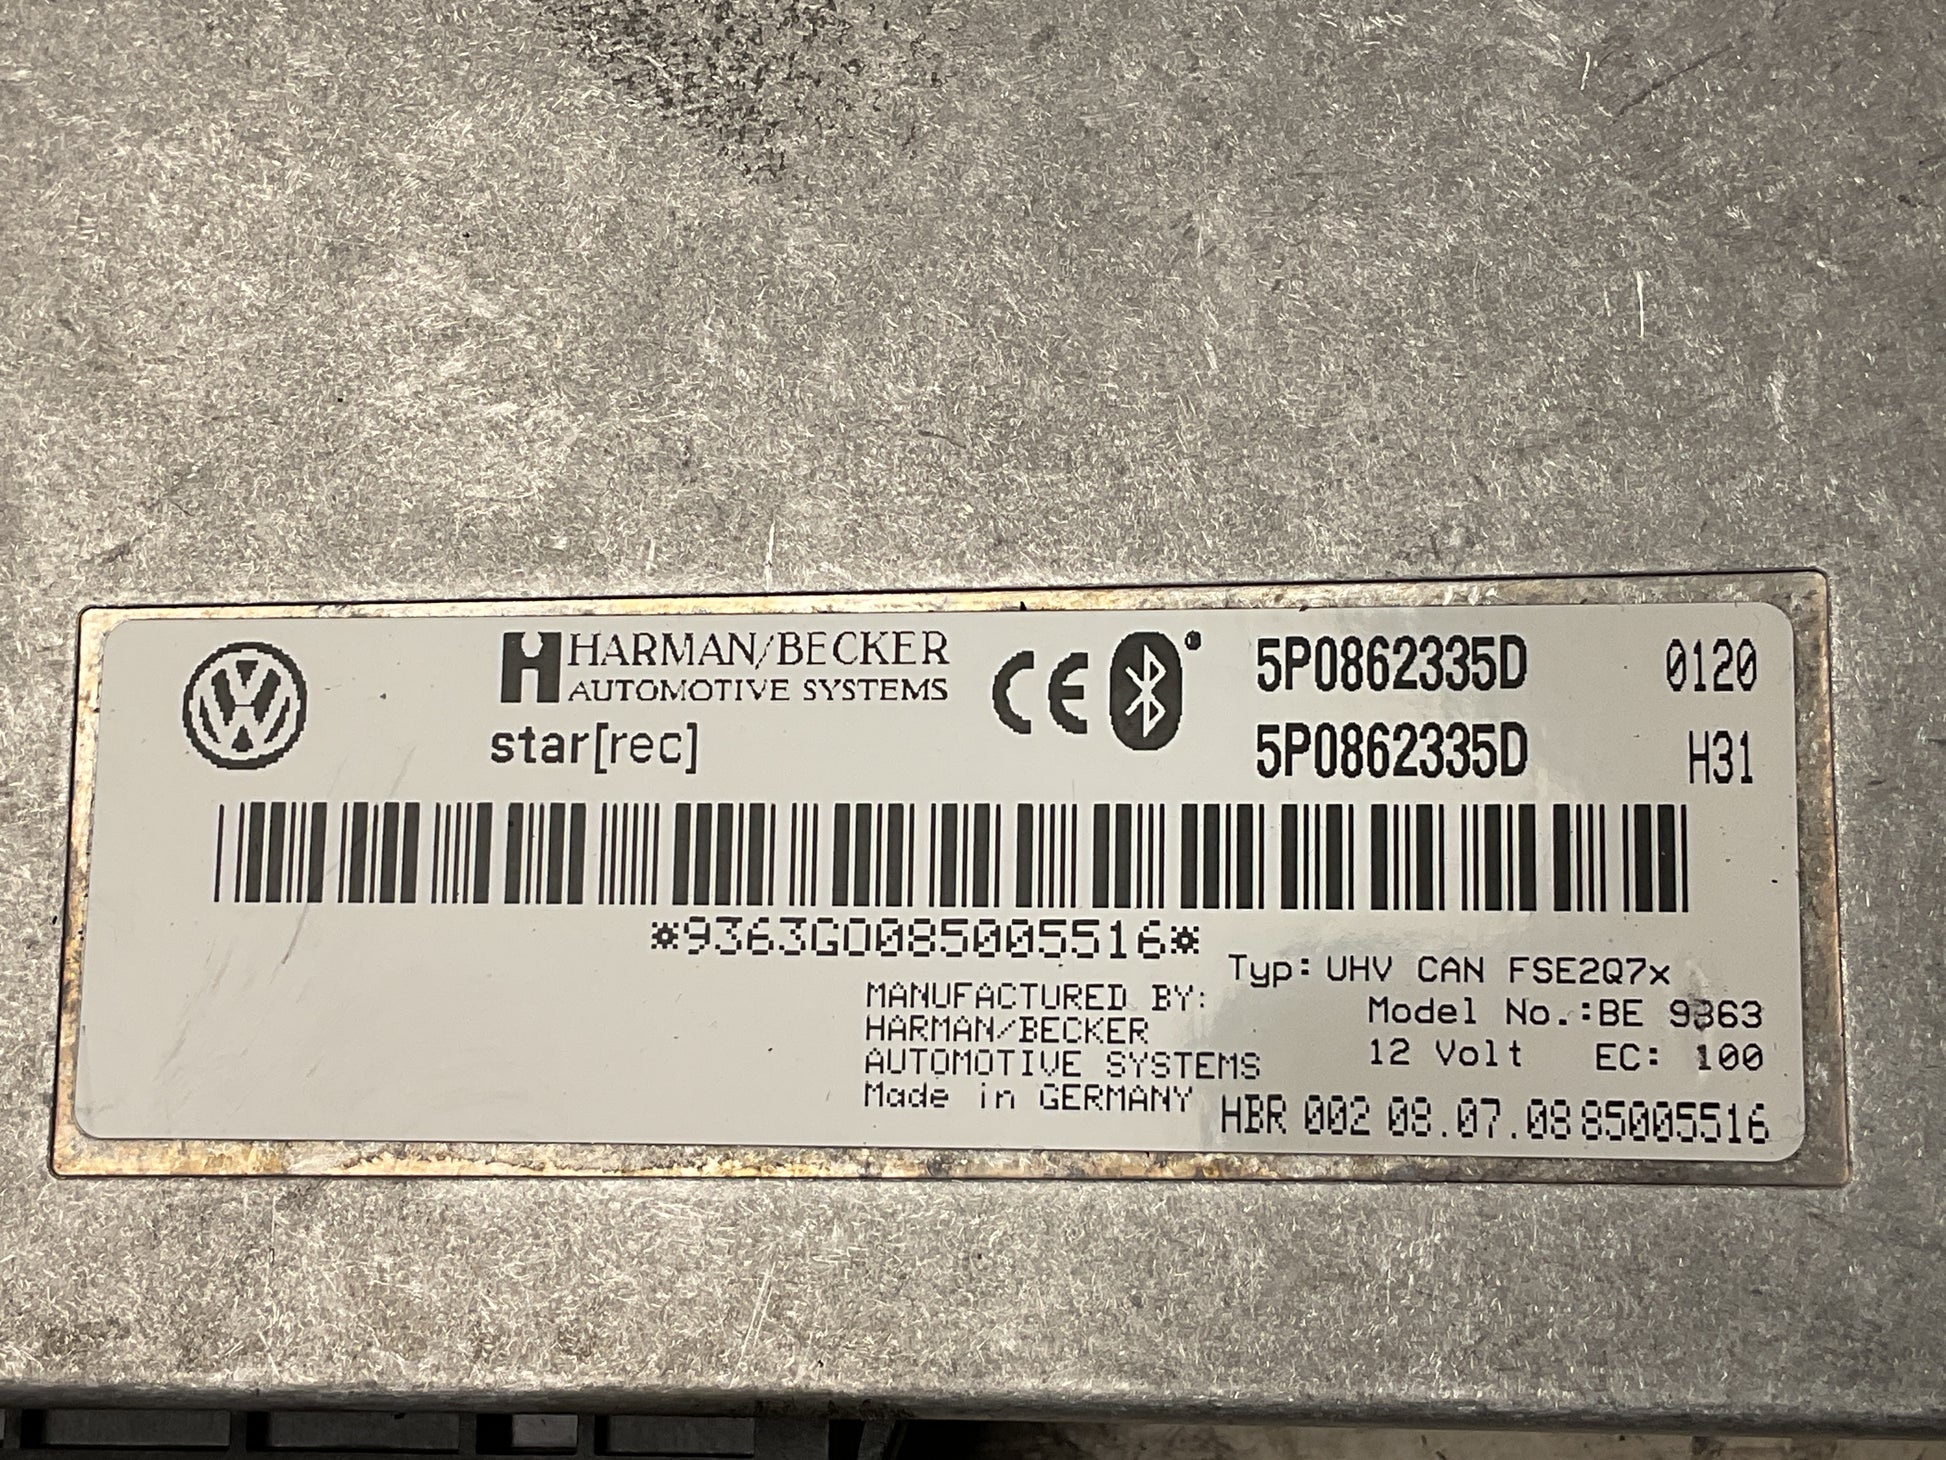 HARMAN/BECKER
AUTOMOTIVE SYSTEMS
star[rec]
CE
5P0862335D 0120
5P0862335D H31
*9363G0085005516*
Typ: UHV CAN FSE2Q7x
Model No.:BE 9363
12 Volt EC: 100
MANUFACTURED BY:
HARMAN/BECKER
AUTOMOTIVE SYSTEMS
Made in GERMANY
HBR 002 08.07.08 85005516